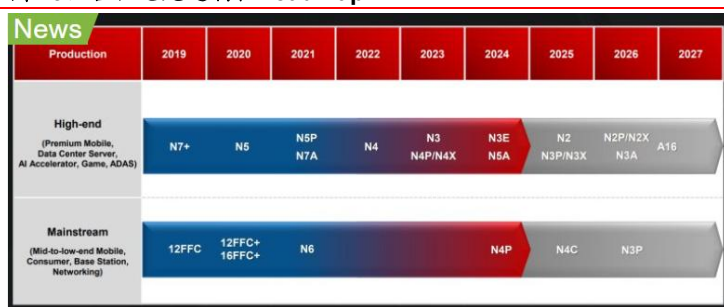 News
Production 2019 2020 2021 2022 2023 2024 2025 2026 2027
High-end
(Premium Mobile,
Data Center Server,
AI Accelerator, Game, ADAS)
N7+ N5 N5P N7A N4 N3 N4P/N4X N3E N5A N2 N3P/N3X N2P/N2X N3A A16
Mainstream
(Mid-to-low-end Mobile,
Consumer, Base Station,
Networking)
12FFC 12FFC+ 16FFC+ N6 N4P N4C N3P